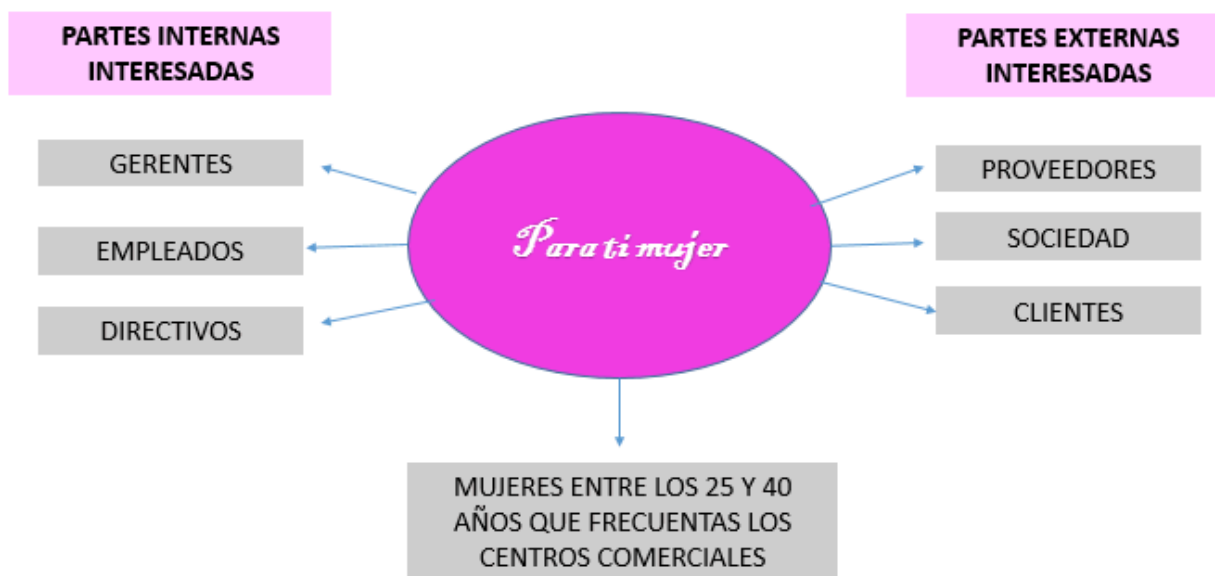 PARTES INTERNAS
INTERESADAS
GERENTES
EMPLEADOS
DIRECTIVOS
Para ti mujer
PARTES EXTERNAS
INTERESADAS
PROVEEDORES
SOCIEDAD
CLIENTES
MUJERES ENTRE LOS 25 Y 40
AÑOS QUE FRECUENTAS LOS
CENTROS COMERCIALES